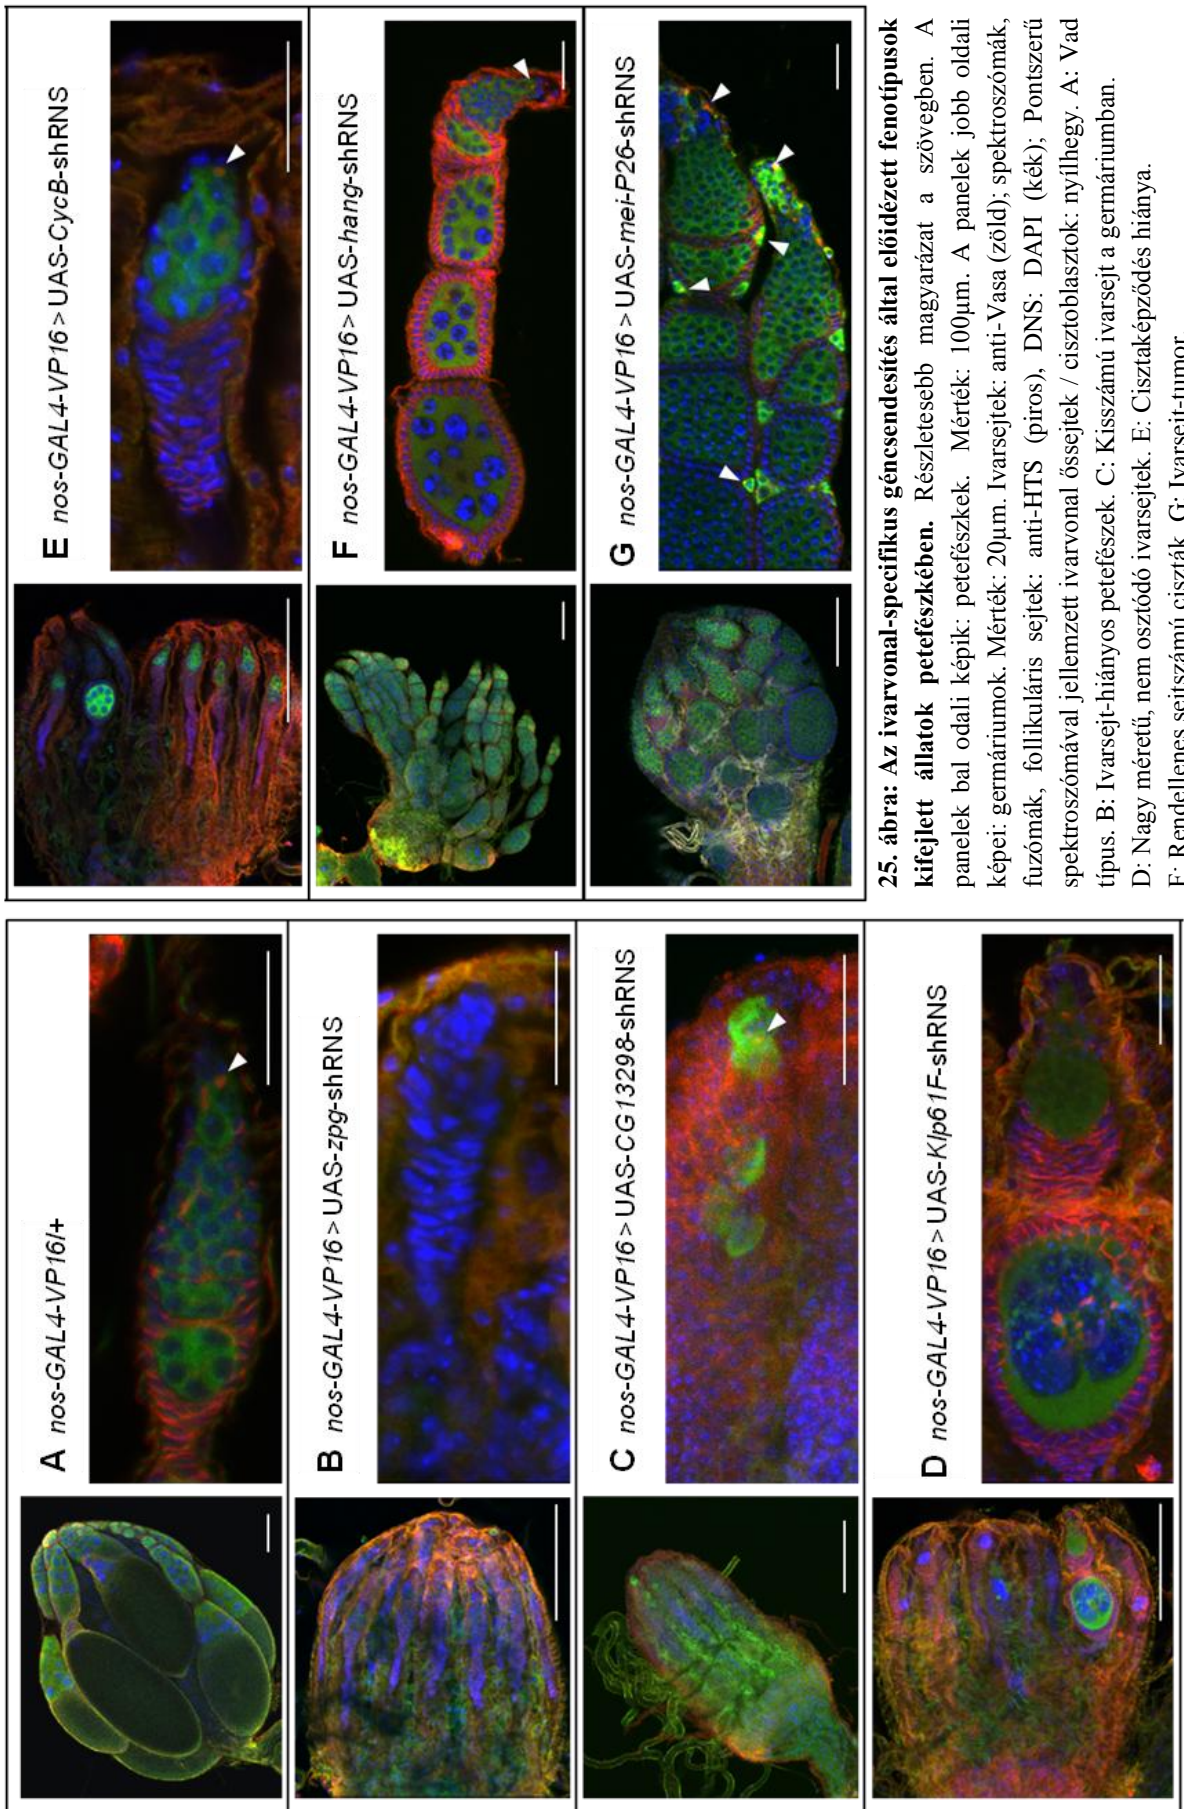 A nos-GAL4-VP16/+
B nos-GAL4-VP16 > UAS-zpg-shRNS
C nos-GAL4-VP16 > UAS-CG13298-shRNS
D nos-GAL4-VP16 > UAS-Klp61F-shRNS
E nos-GAL4-VP16 > UAS-CycB-shRNS
F nos-GAL4-VP16 > UAS-hang-shRNS
G nos-GAL4-VP16 > UAS-mei-P26-shRNS
25. ábra: Az ivarvonal-specifikus géncsendesítés által előidézett fenotípusok
kifejlett állatok petefészkében. Részletesebb magyarázat a szövegben. A
panelek bal odali képik: petefészkek. Mérték: 100µm. A panelek jobb oldali
képei: germáriumok. Mérték: 20µm. Ivarsejtek: anti-Vasa (zöld); spektroszómák,
fuzómák, follikuláris sejtek: anti-HTS (piros), DNS: DAPI (kék); Pontszerű
spektroszómával jellemzett ivarvonal őssejtek / cisztoblasztok: nyílhegy. A: Vad
típus. B: Ivarsejt-hiányos petefészek. C: Kisszámú ivarsejt a germáriumban.
D: Nagy méretű, nem osztódó ivarsejtek. E: Cisztaképződés hiánya.
F: Rendellenes sejtszámú ciszták. G: Ivarsejt-tumor.